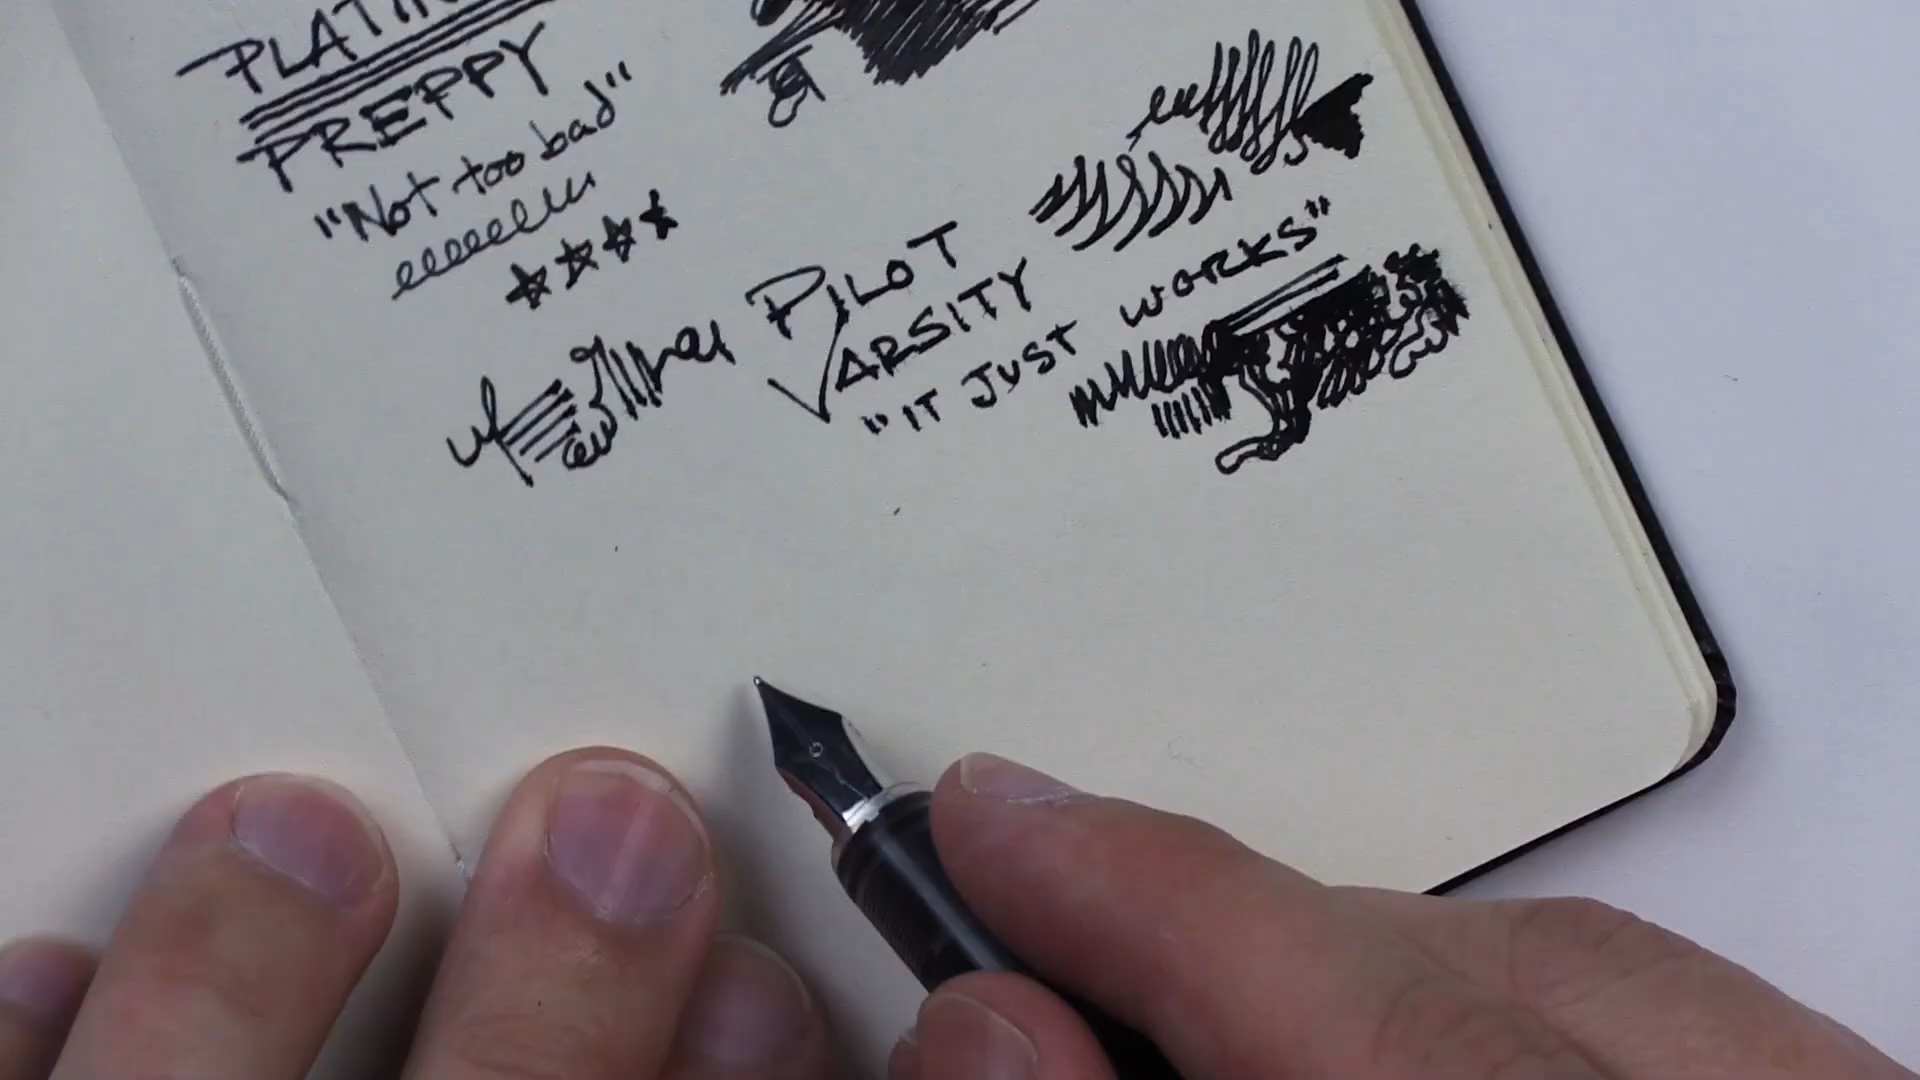 PREPPY
"Not too bad"
PILOT
VARSITY
"IT JUST WORKS"